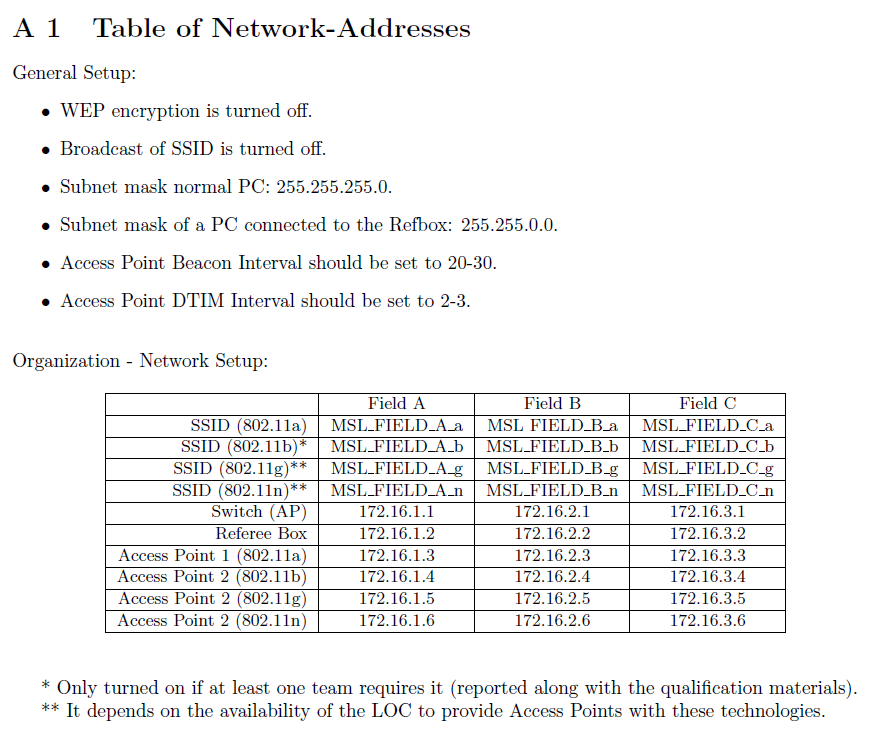 A 1 Table of Network-Addresses
General Setup:
• WEP encryption is turned off.
• Broadcast of SSID is turned off.
• Subnet mask normal PC: 255.255.255.0.
• Subnet mask of a PC connected to the Refbox: 255.255.0.0.
• Access Point Beacon Interval should be set to 20-30.
• Access Point DTIM Interval should be set to 2-3.
Organization - Network Setup:
Field A Field B Field C
SSID (802.11a) MSL_FIELD_A_a MSL FIELD_B_a MSL_FIELD_C_a
SSID (802.11b)* MSL_FIELD_A_b MSL_FIELD_B_b MSL_FIELD_C_b
SSID (802.11g)** MSL_FIELD_A_g MSL_FIELD_B_g MSL_FIELD_C_g
SSID (802.11n)** MSL_FIELD_A_n MSL_FIELD_B_n MSL_FIELD_C_n
Switch (AP) 172.16.1.1 172.16.2.1 172.16.3.1
Referee Box 172.16.1.2 172.16.2.2 172.16.3.2
Access Point 1 (802.11a) 172.16.1.3 172.16.2.3 172.16.3.3
Access Point 2 (802.11b) 172.16.1.4 172.16.2.4 172.16.3.4
Access Point 2 (802.11g) 172.16.1.5 172.16.2.5 172.16.3.5
Access Point 2 (802.11n) 172.16.1.6 172.16.2.6 172.16.3.6
* Only turned on if at least one team requires it (reported along with the qualification materials).
** It depends on the availability of the LOC to provide Access Points with these technologies.